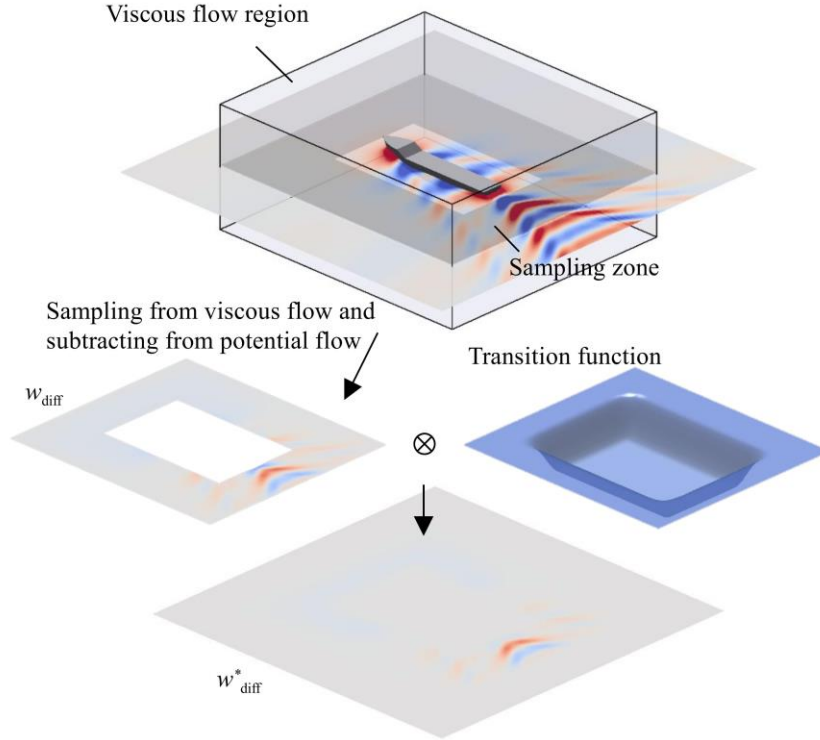 Viscous flow region
Sampling zone
Sampling from viscous flow and
subtracting from potential flow
Transition function
w_diff
⊗
w*_diff